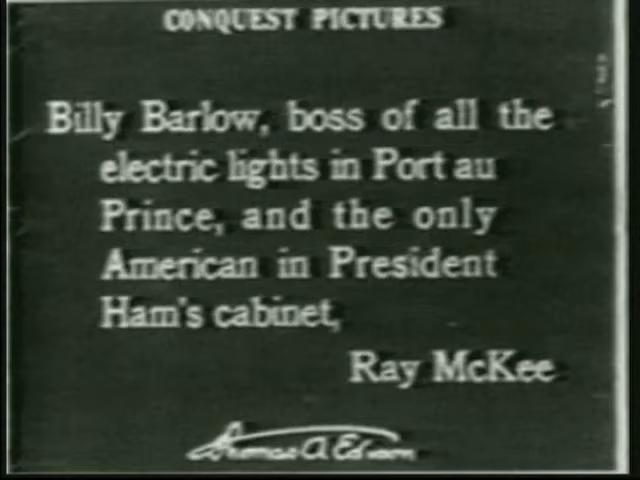 CONQUEST PICTURES
Billy Barlow, boss of all the
electric lights in Port au
Prince, and the only
American in President
Ham's cabinet,
Ray McKee
Thomas A. Edison